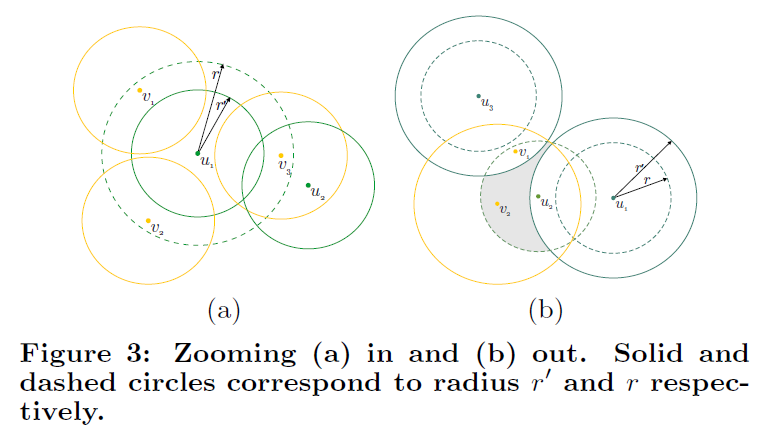 r
r'
v₁
u₁
v₃
u₂
v₂
u₃
v₁
r'
r
v₂
u₂
u₁
(a)
(b)
Figure 3: Zooming (a) in and (b) out. Solid and
dashed circles correspond to radius r′ and r respec-
tively.